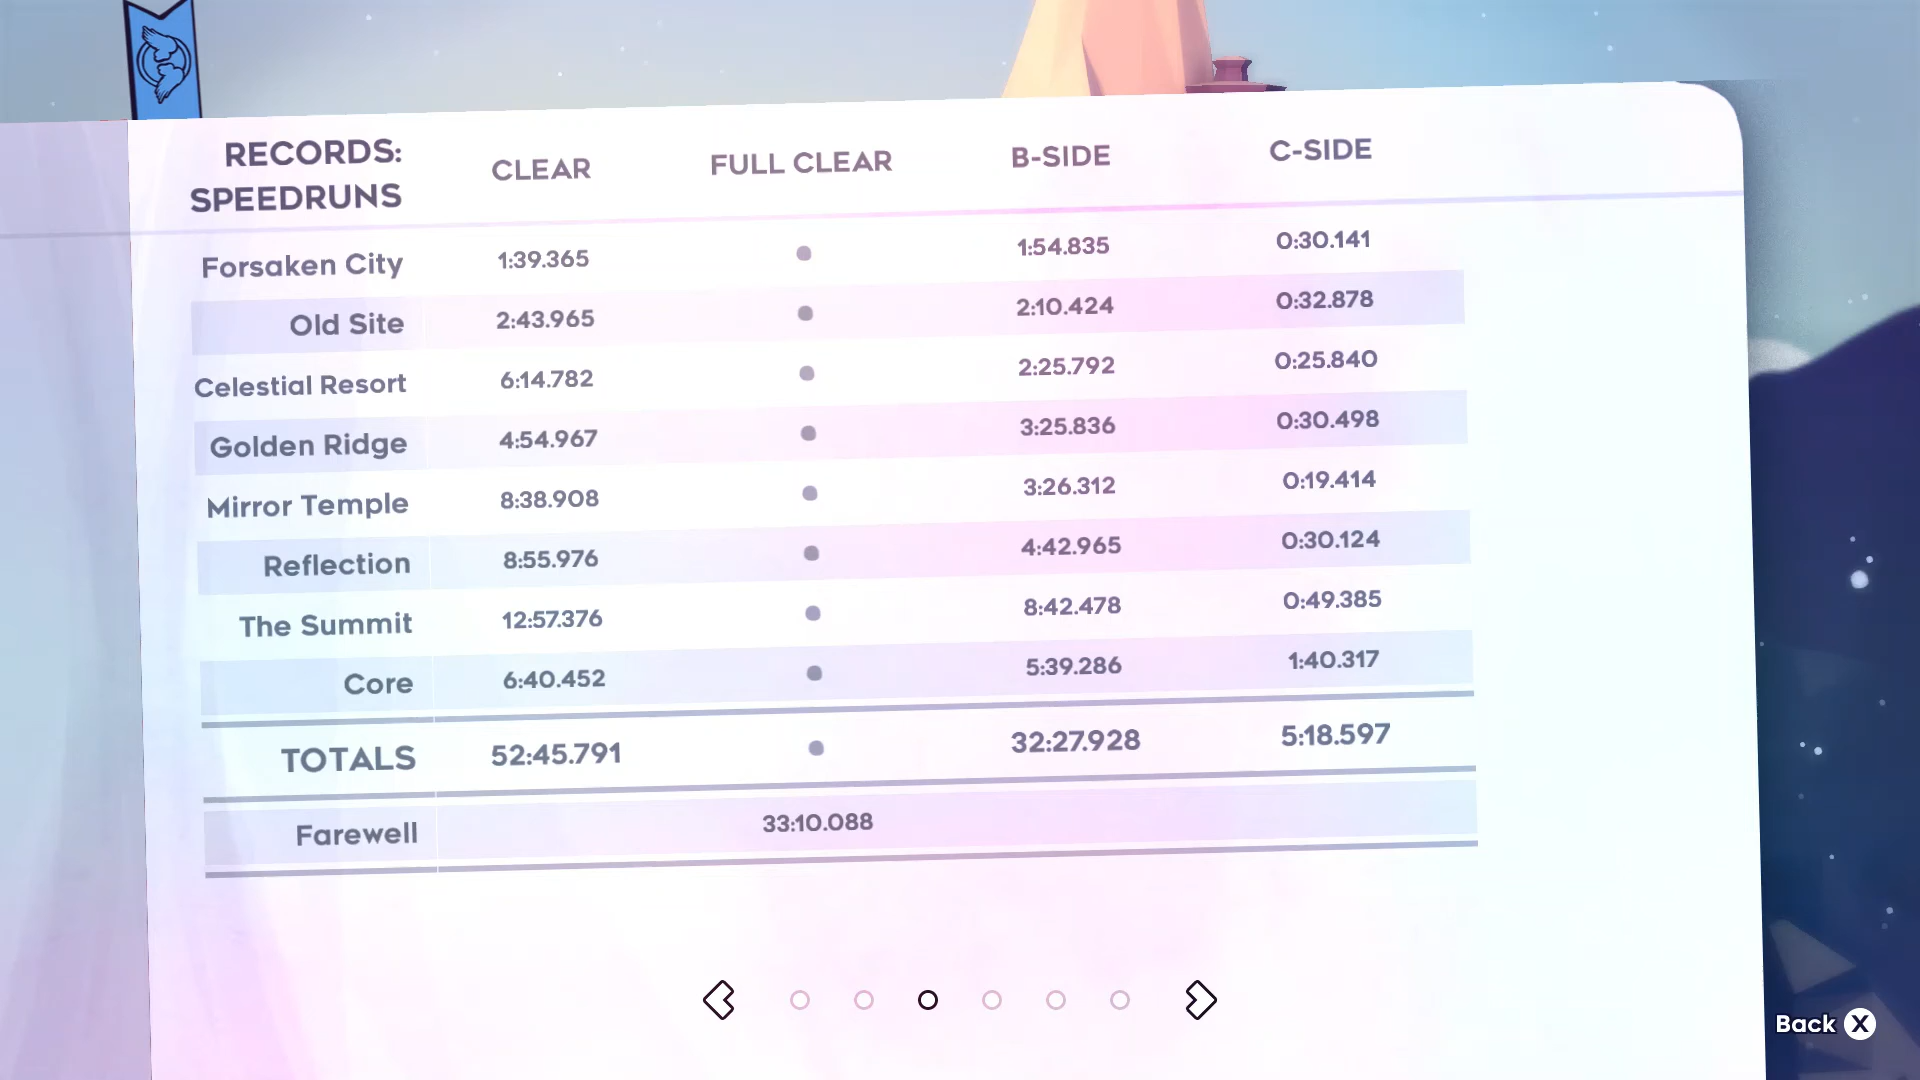 RECORDS:
SPEEDRUNS
CLEAR FULL CLEAR B-SIDE C-SIDE
Forsaken City 1:39.365 1:54.835 0:30.141
Old Site 2:43.965 2:10.424 0:32.878
Celestial Resort 6:14.782 2:25.792 0:25.840
Golden Ridge 4:54.967 3:25.836 0:30.498
Mirror Temple 8:38.908 3:26.312 0:19.414
Reflection 8:55.976 4:42.965 0:30.124
The Summit 12:57.376 8:42.478 0:49.385
Core 6:40.452 5:39.286 1:40.317
TOTALS 52:45.791 32:27.928 5:18.597
Farewell 33:10.088
Back X